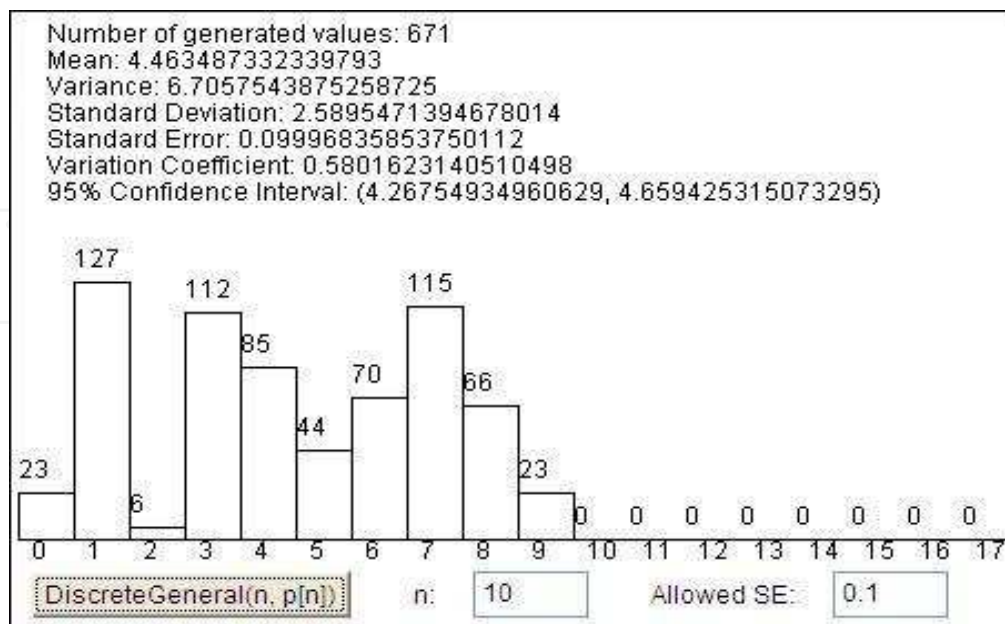 Number of generated values: 671
Mean: 4.463487332339793
Variance: 6.7057543875258725
Standard Deviation: 2.5895471394678014
Standard Error: 0.09996835853750112
Variation Coefficient: 0.5801623140510498
95% Confidence Interval: (4.26754934960629, 4.659425315073295)
127
112
115
85
70
66
44
23
6
23
0 0 0 0 0 0 0 0
0 1 2 3 4 5 6 7 8 9 10 11 12 13 14 15 16 17
DiscreteGeneral(n, p[n]) n: 10 Allowed SE: 0.1